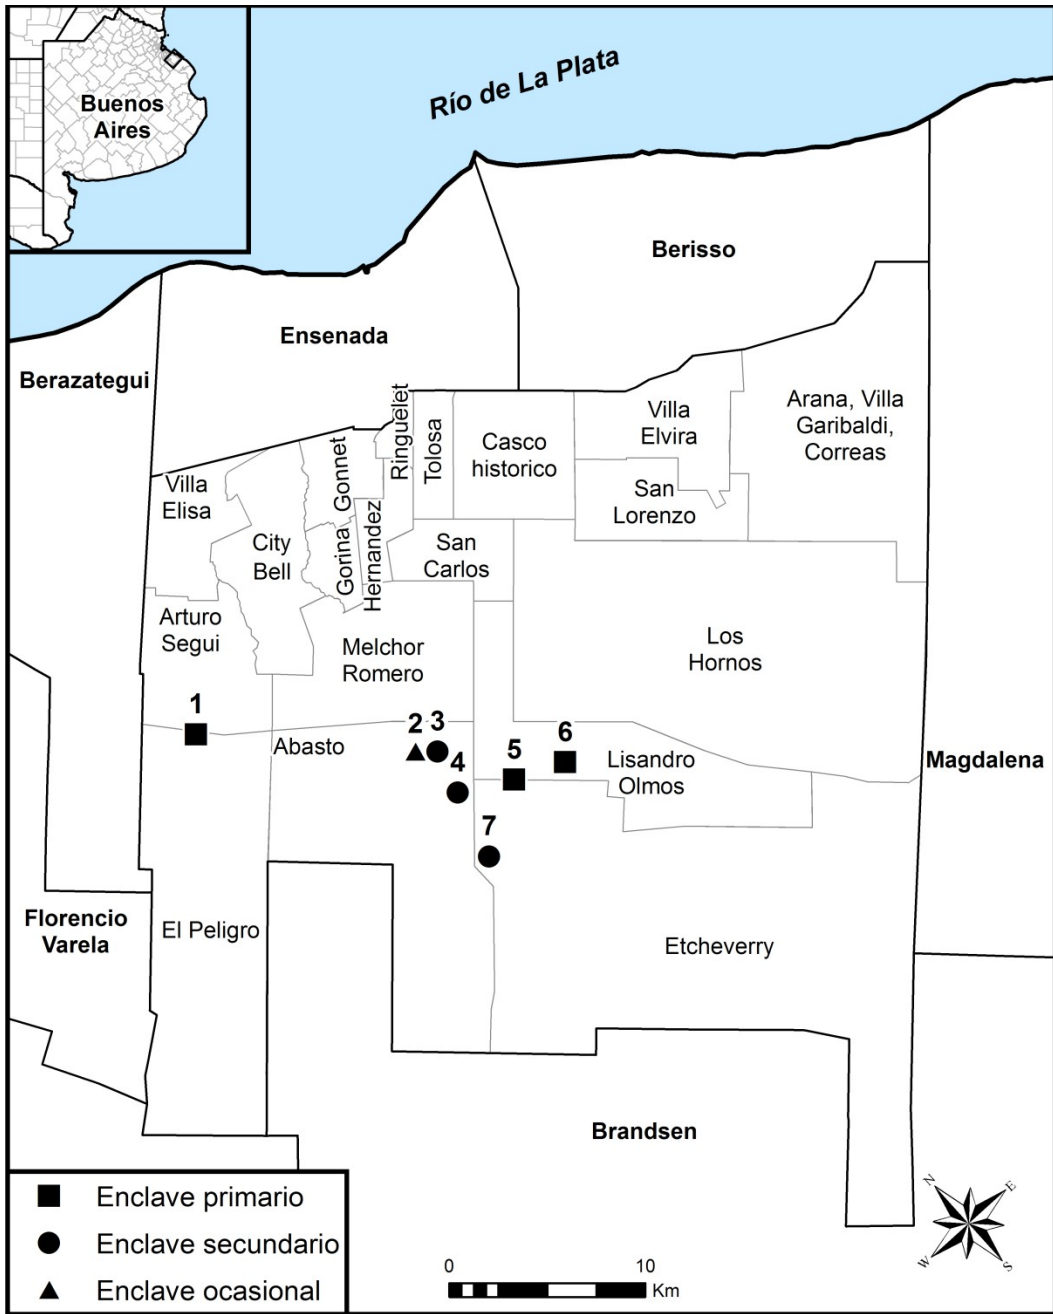 Buenos
Aires
Río de La Plata
Berisso
Ensenada
Berazategui
Ringuelet
Tolosa
Casco
historico
Villa
Elvira
Arana, Villa
Garibaldi,
Correas
Villa
Elisa
Gonnet
San
Lorenzo
City
Bell
Gorina
Hernandez
San
Carlos
Arturo
Segui
Melchor
Romero
Los
Hornos
1
2
3
4
5
6
7
Abasto
Lisandro
Olmos
Magdalena
Florencio
Varela
El Peligro
Etcheverry
Brandsen
Enclave primario
Enclave secundario
Enclave ocasional
0 10
Km
N
E
W
S